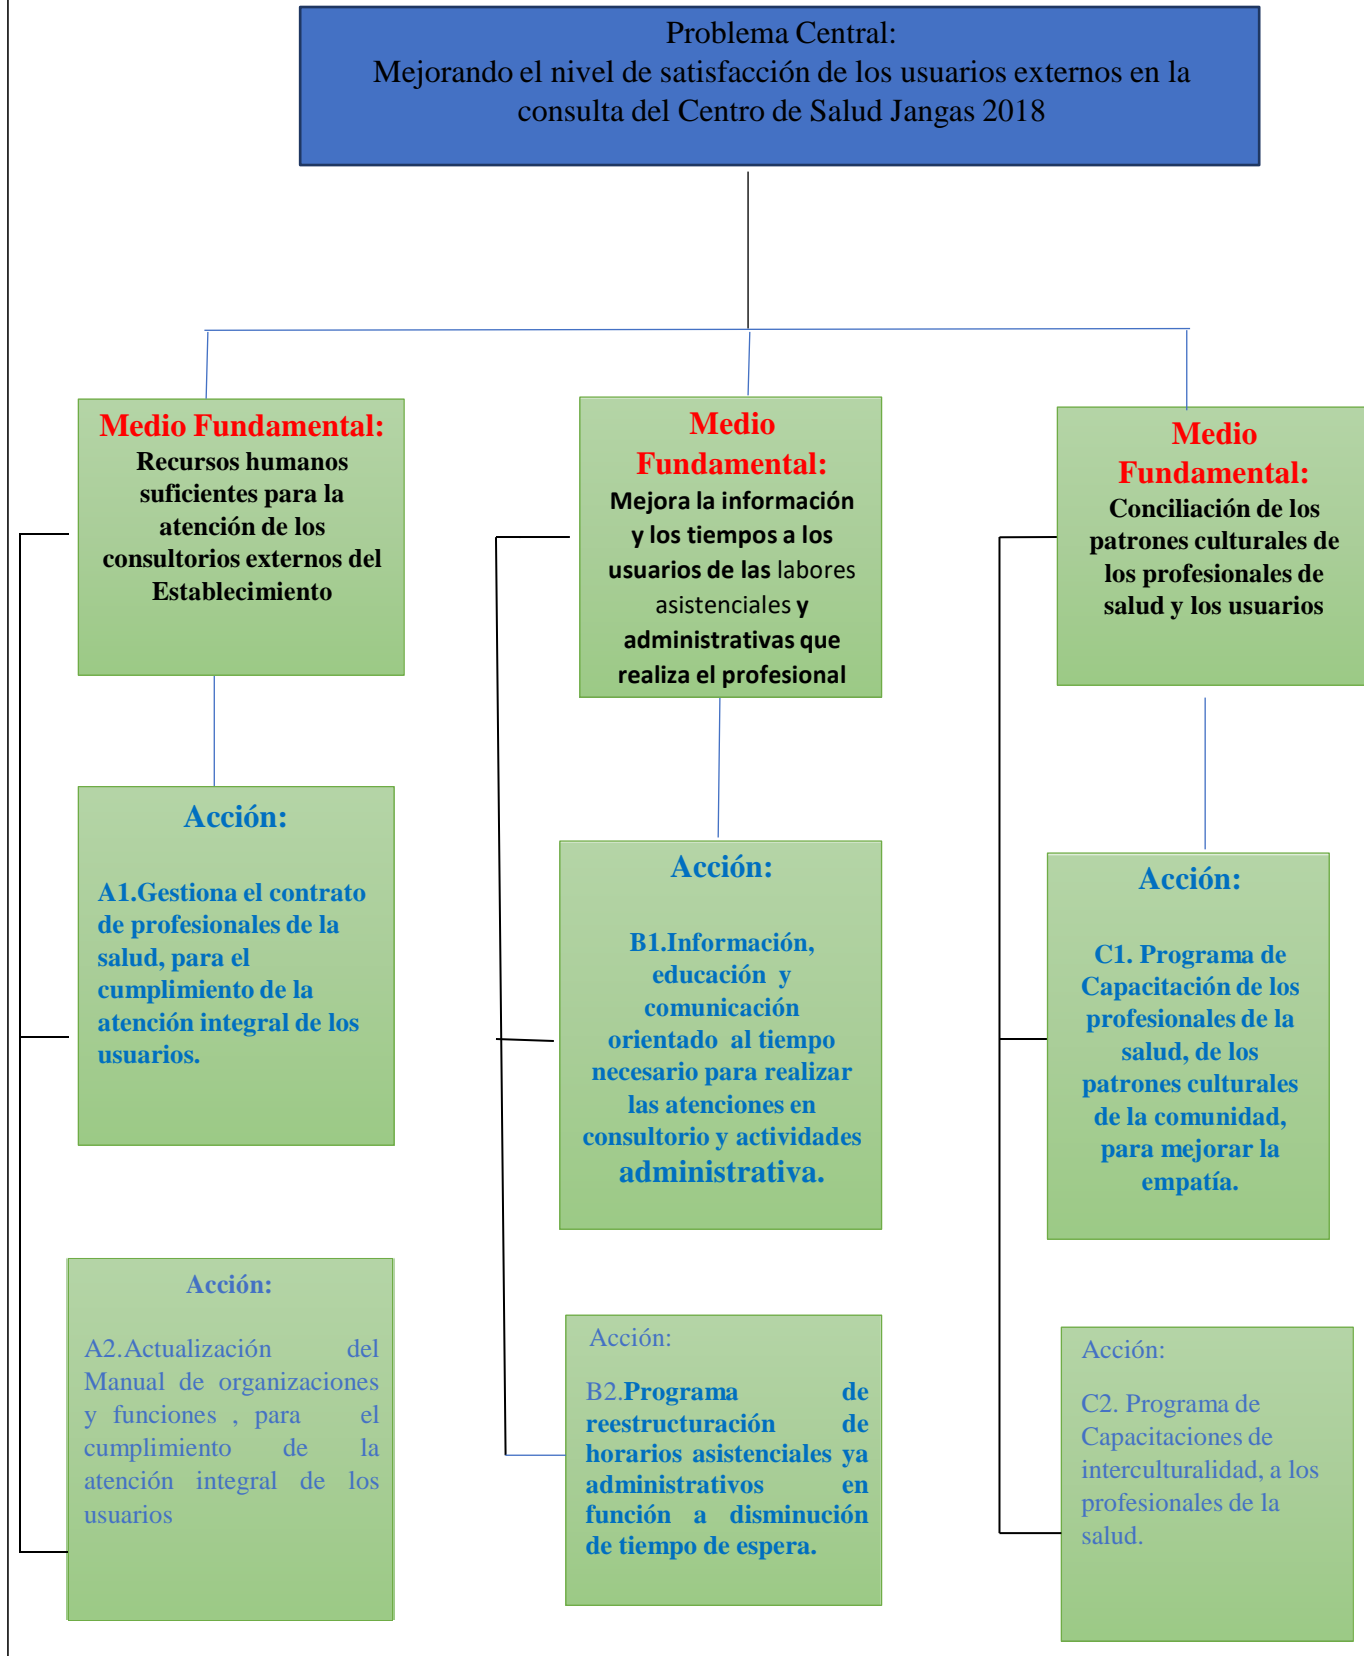 Problema Central:
Mejorando el nivel de satisfacción de los usuarios externos en la
consulta del Centro de Salud Jangas 2018
Medio Fundamental:
Recursos humanos
suficientes para la
atención de los
consultorios externos del
Establecimiento
Medio
Fundamental:
Mejora la información
y los tiempos a los
usuarios de las labores
asistenciales y
administrativas que
realiza el profesional
Medio
Fundamental:
Conciliación de los
patrones culturales de
los profesionales de
salud y los usuarios
Acción:
A1.Gestiona el contrato
de profesionales de la
salud, para el
cumplimiento de la
atención integral de los
usuarios.
Acción:
B1.Información,
educación y
comunicación
orientado al tiempo
necesario para realizar
las atenciones en
consultorio y actividades
administrativa.
Acción:
C1. Programa de
Capacitación de los
profesionales de la
salud, de los
patrones culturales
de la comunidad,
para mejorar la
empatía.
Acción:
A2.Actualización del
Manual de organizaciones
y funciones , para el
cumplimiento de la
atención integral de los
usuarios
Acción:
B2.Programa de
reestructuración de
horarios asistenciales ya
administrativos en
función a disminución
de tiempo de espera.
Acción:
C2. Programa de
Capacitaciones de
interculturalidad, a los
profesionales de la
salud.